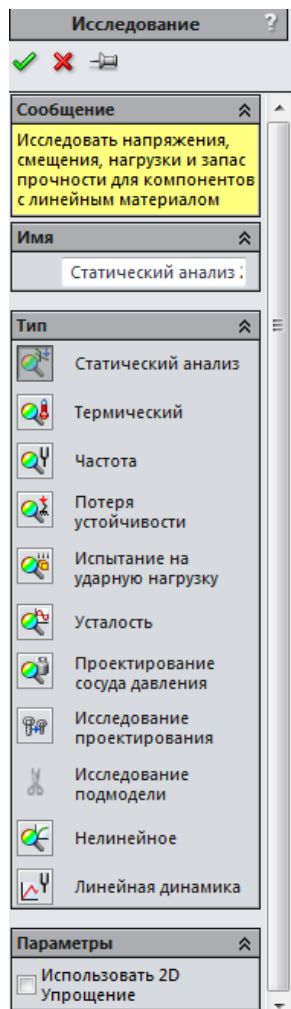 Исследование ?
Сообщение
Исследовать напряжения,
смещения, нагрузки и запас
прочности для компонентов
с линейным материалом
Имя
Статический анализ
Тип
Статический анализ
Термический
Частота
Потеря
устойчивости
Испытание на
ударную нагрузку
Усталость
Проектирование
сосуда давления
Исследование
проектирования
Исследование
подмодели
Нелинейное
Линейная динамика
Параметры
Использовать 2D
Упрощение